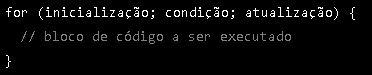 for (inicialização; condição; atualização) {
  // bloco de código a ser executado
}